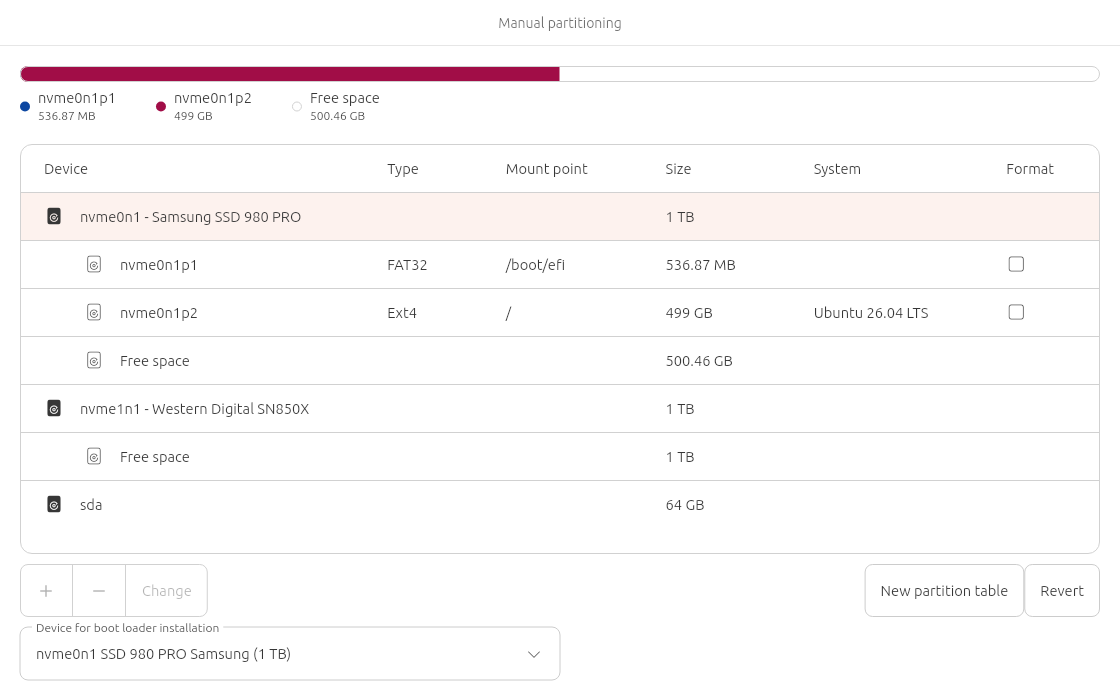 Manual partitioning
nvme0n1p1 nvme0n1p2 Free space
536.87 MB 499 GB 500.46 GB
Device Type Mount point Size System Format
nvme0n1 - Samsung SSD 980 PRO 1 TB
nvme0n1p1 FAT32 /boot/efi 536.87 MB
nvme0n1p2 Ext4 / 499 GB Ubuntu 26.04 LTS
Free space 500.46 GB
nvme1n1 - Western Digital SN850X 1 TB
Free space 1 TB
sda 64 GB
+ − Change New partition table Revert
Device for boot loader installation
nvme0n1 SSD 980 PRO Samsung (1 TB)